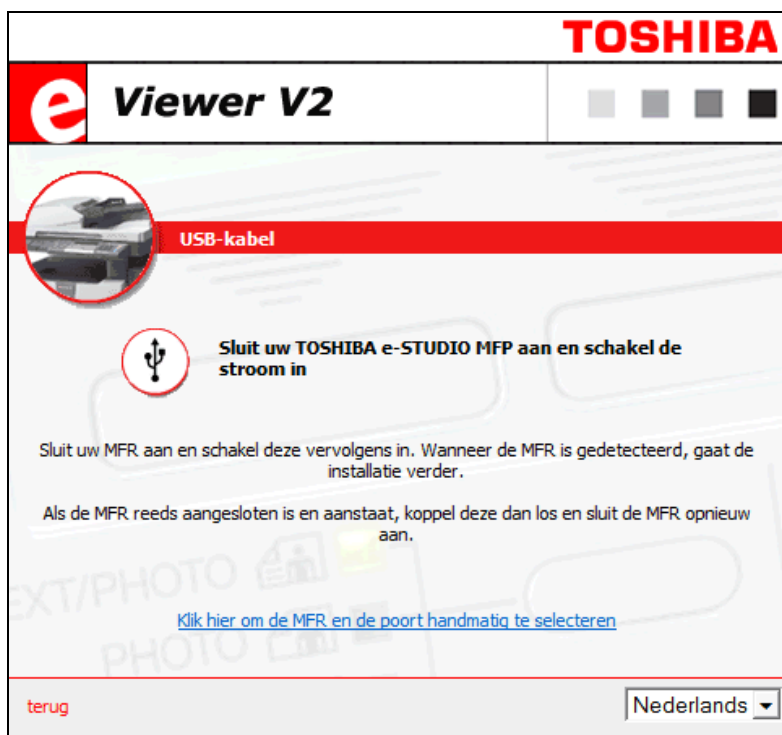 TOSHIBA
e Viewer V2
USB-kabel
Sluit uw TOSHIBA e-STUDIO MFP aan en schakel de
stroom in
Sluit uw MFR aan en schakel deze vervolgens in. Wanneer de MFR is gedetecteerd, gaat de
installatie verder.
Als de MFR reeds aangesloten is en aanstaat, koppel deze dan los en sluit de MFR opnieuw
aan.
EXT/PHOTO
Klik hier om de MFR en de poort handmatig te selecteren
PHOTO
terug
Nederlands